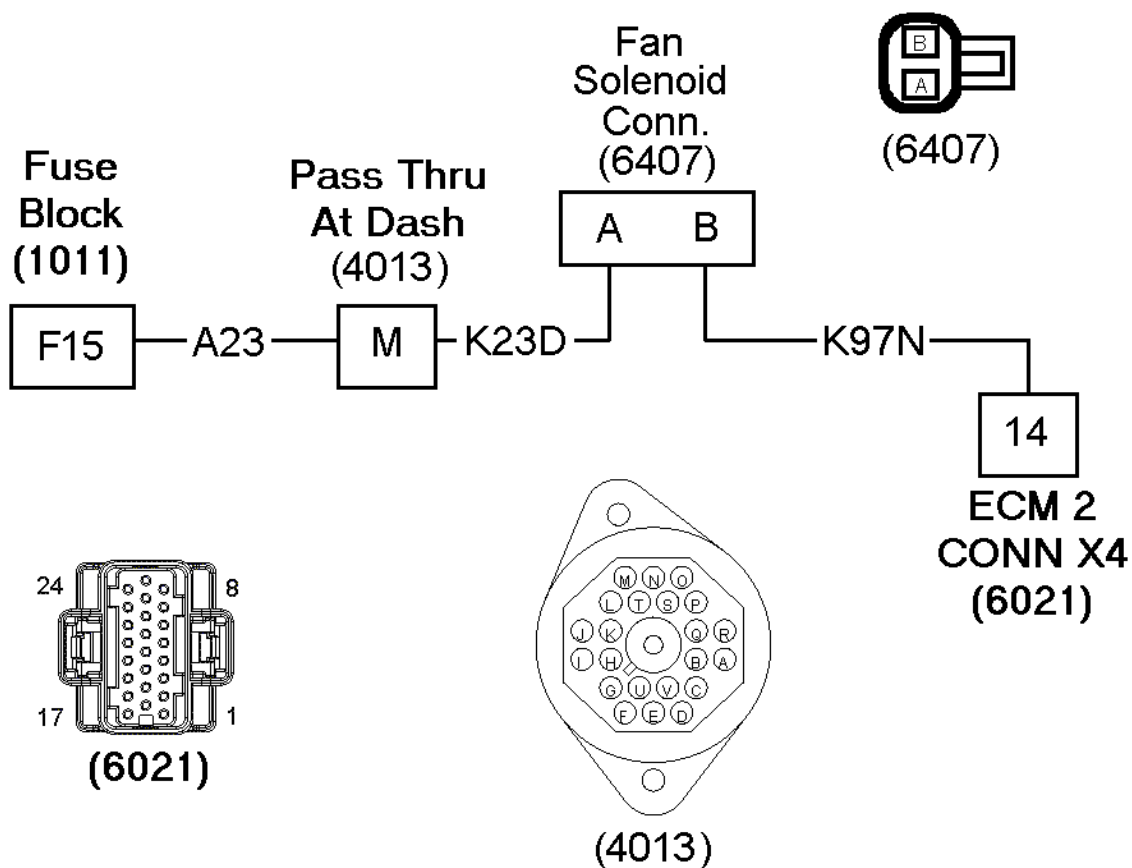 Fan
Solenoid
Conn.
(6407)
B
A
(6407)
Fuse
Block
(1011)
Pass Thru
At Dash
(4013)
A B
F15 A23 M K23D K97N
14
ECM 2
CONN X4
(6021)
24 8
17 1
(6021)
M N O
L T S P
J K Q R
I H B A
G U V C
F E D
(4013)